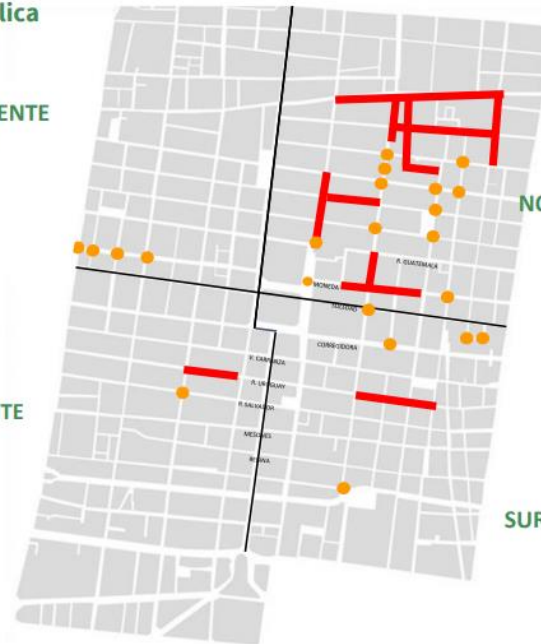 lica
ENTE
NO
R. GUATEMALA
MONEDA
SOLEDAD
CORREGIDORA
V. CARRANZA
R. URUGUAY
R. SALVADOR
MESONES
REGINA
TE
SUR